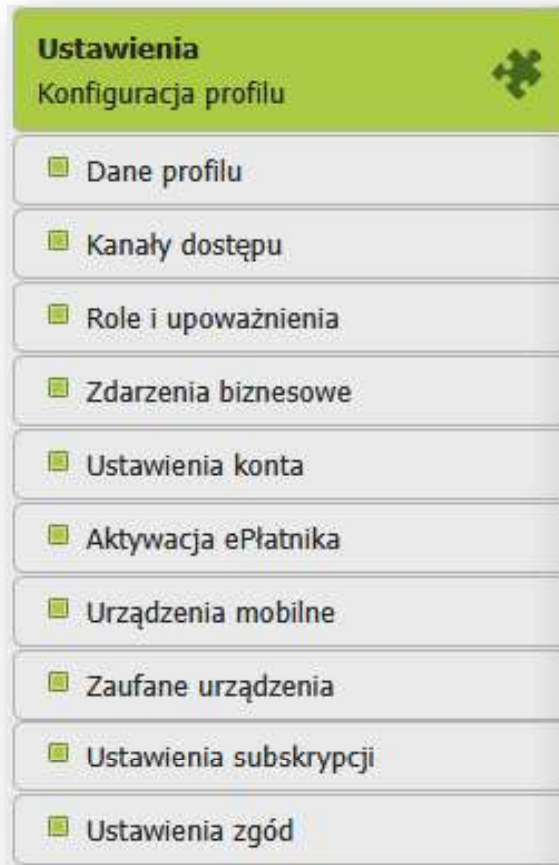 Ustawienia
Konfiguracja profilu
Dane profilu
Kanały dostępu
Role i upoważnienia
Zdarzenia biznesowe
Ustawienia konta
Aktywacja ePłatnika
Urządzenia mobilne
Zaufane urządzenia
Ustawienia subskrypcji
Ustawienia zgód